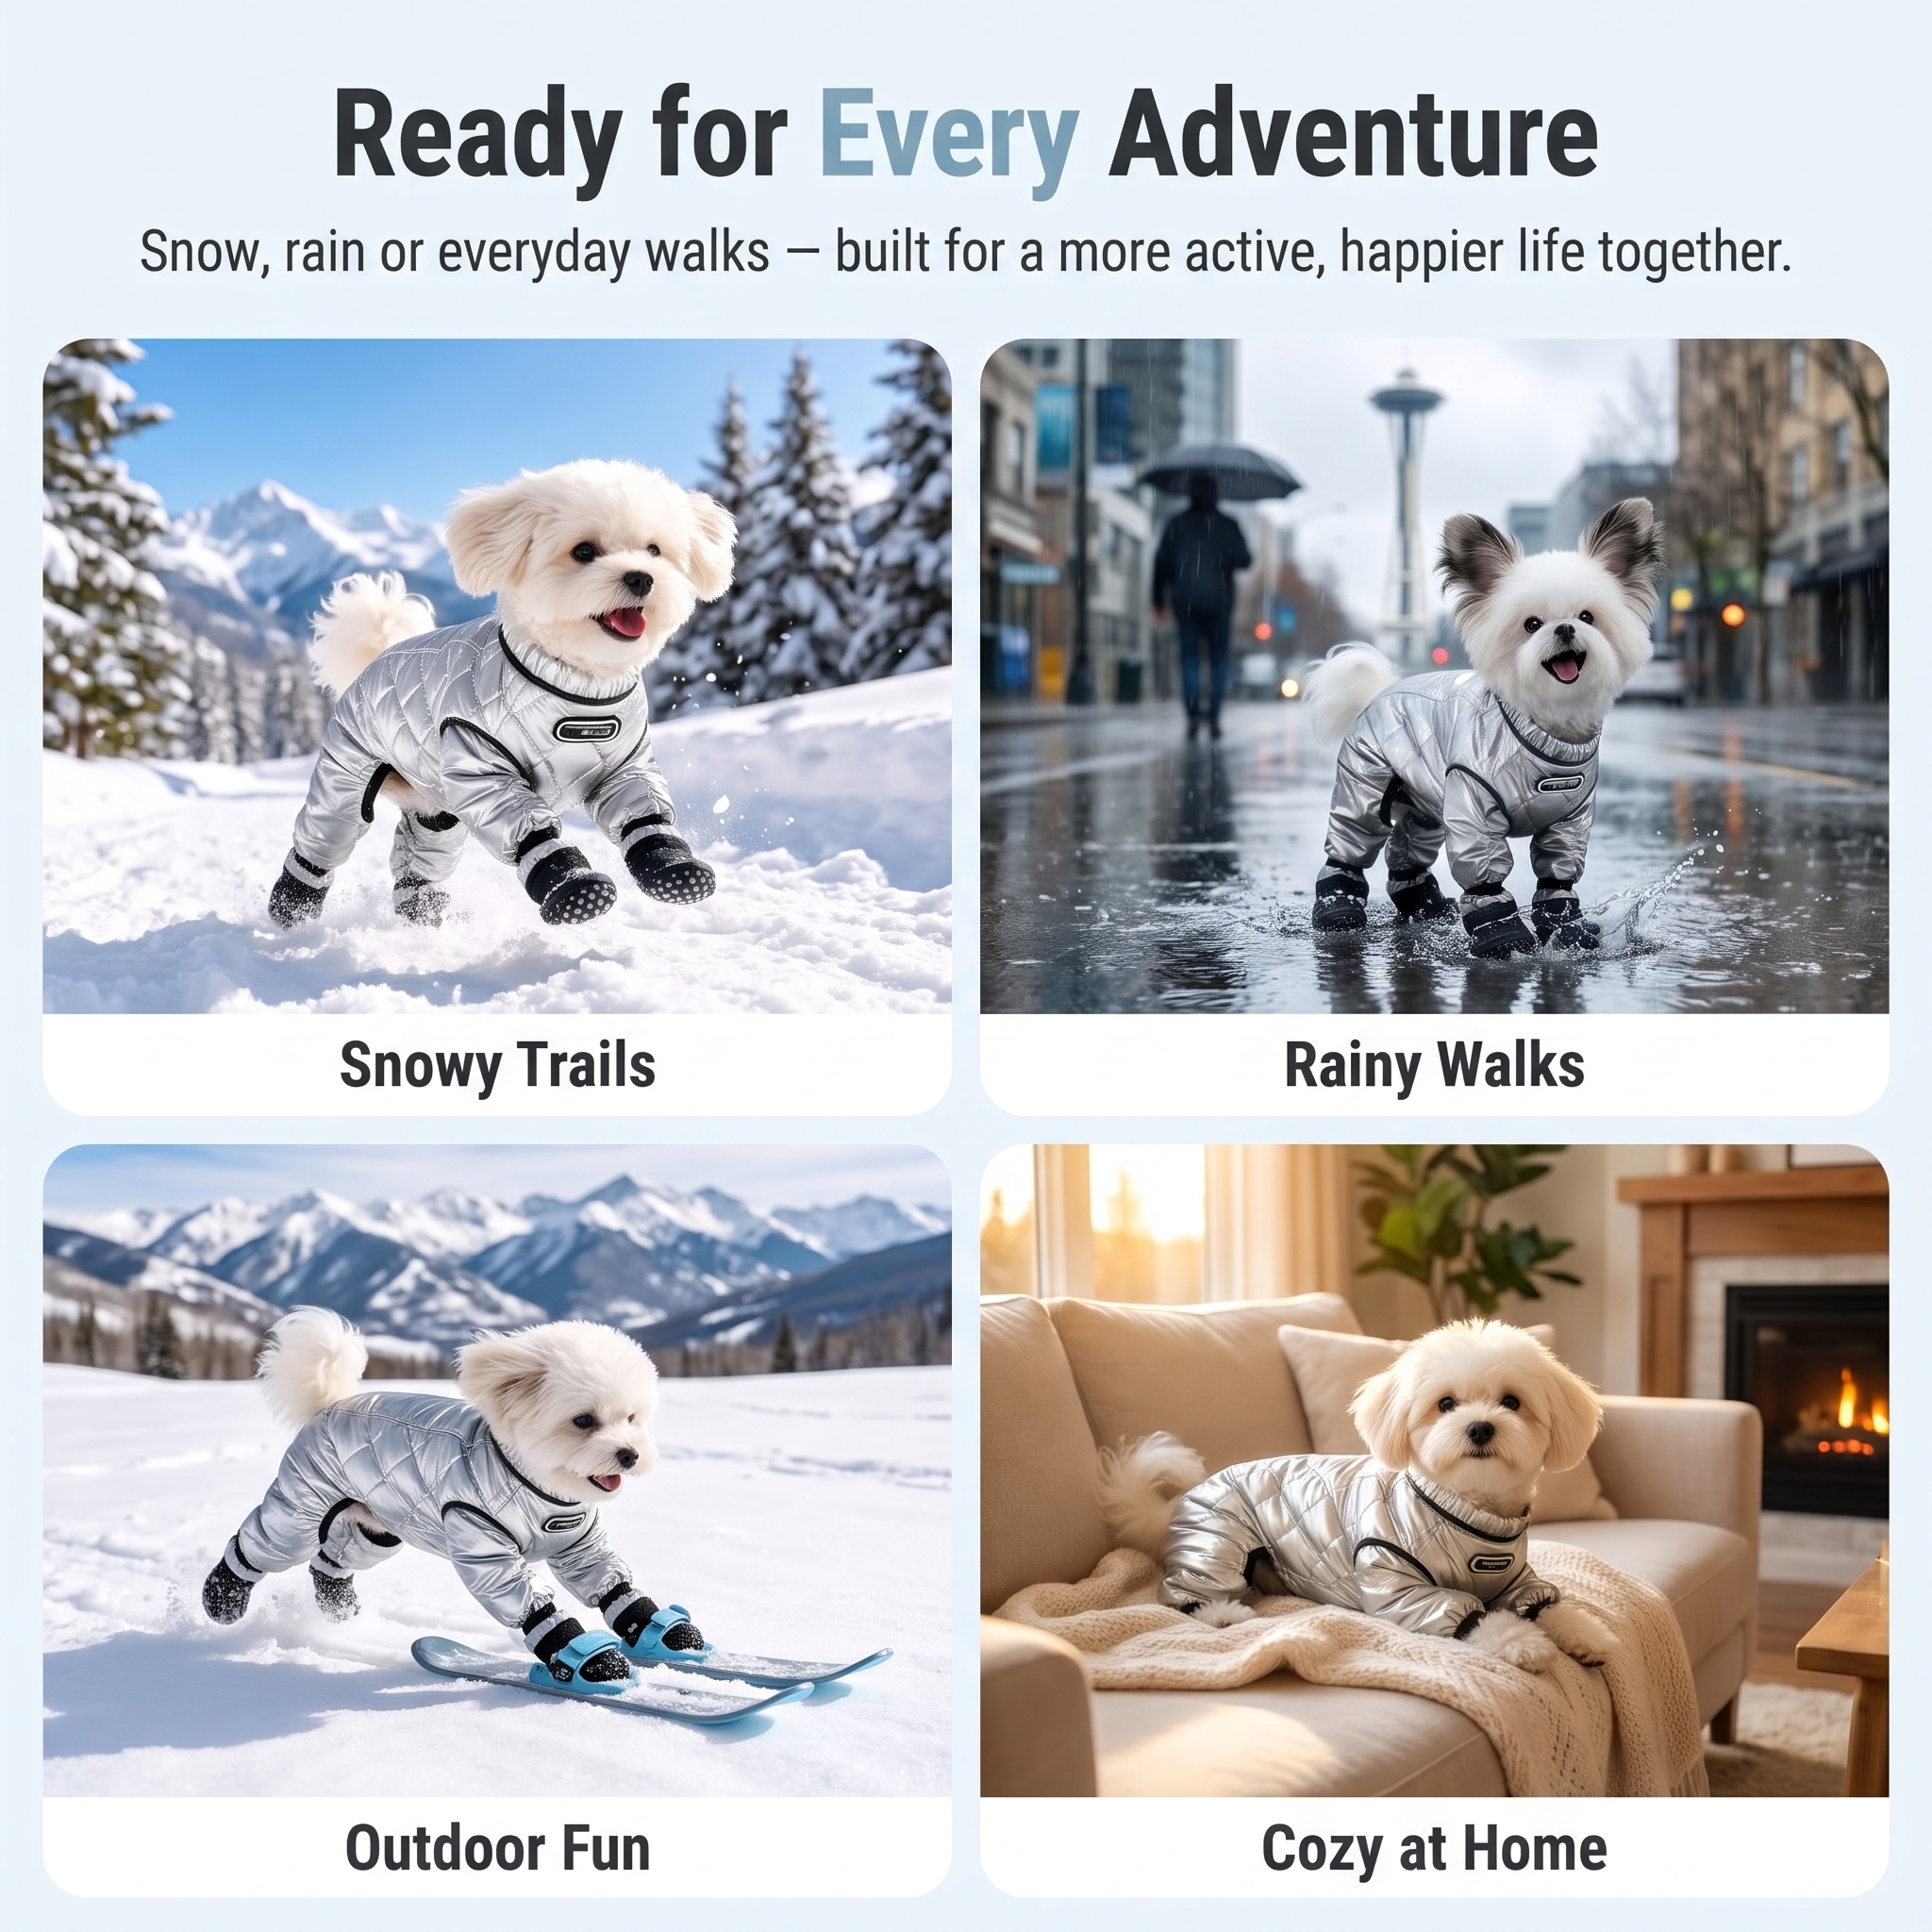 Ready for Every Adventure
Snow, rain or everyday walks – built for a more active, happier life together.
Snowy Trails
Rainy Walks
Outdoor Fun
Cozy at Home